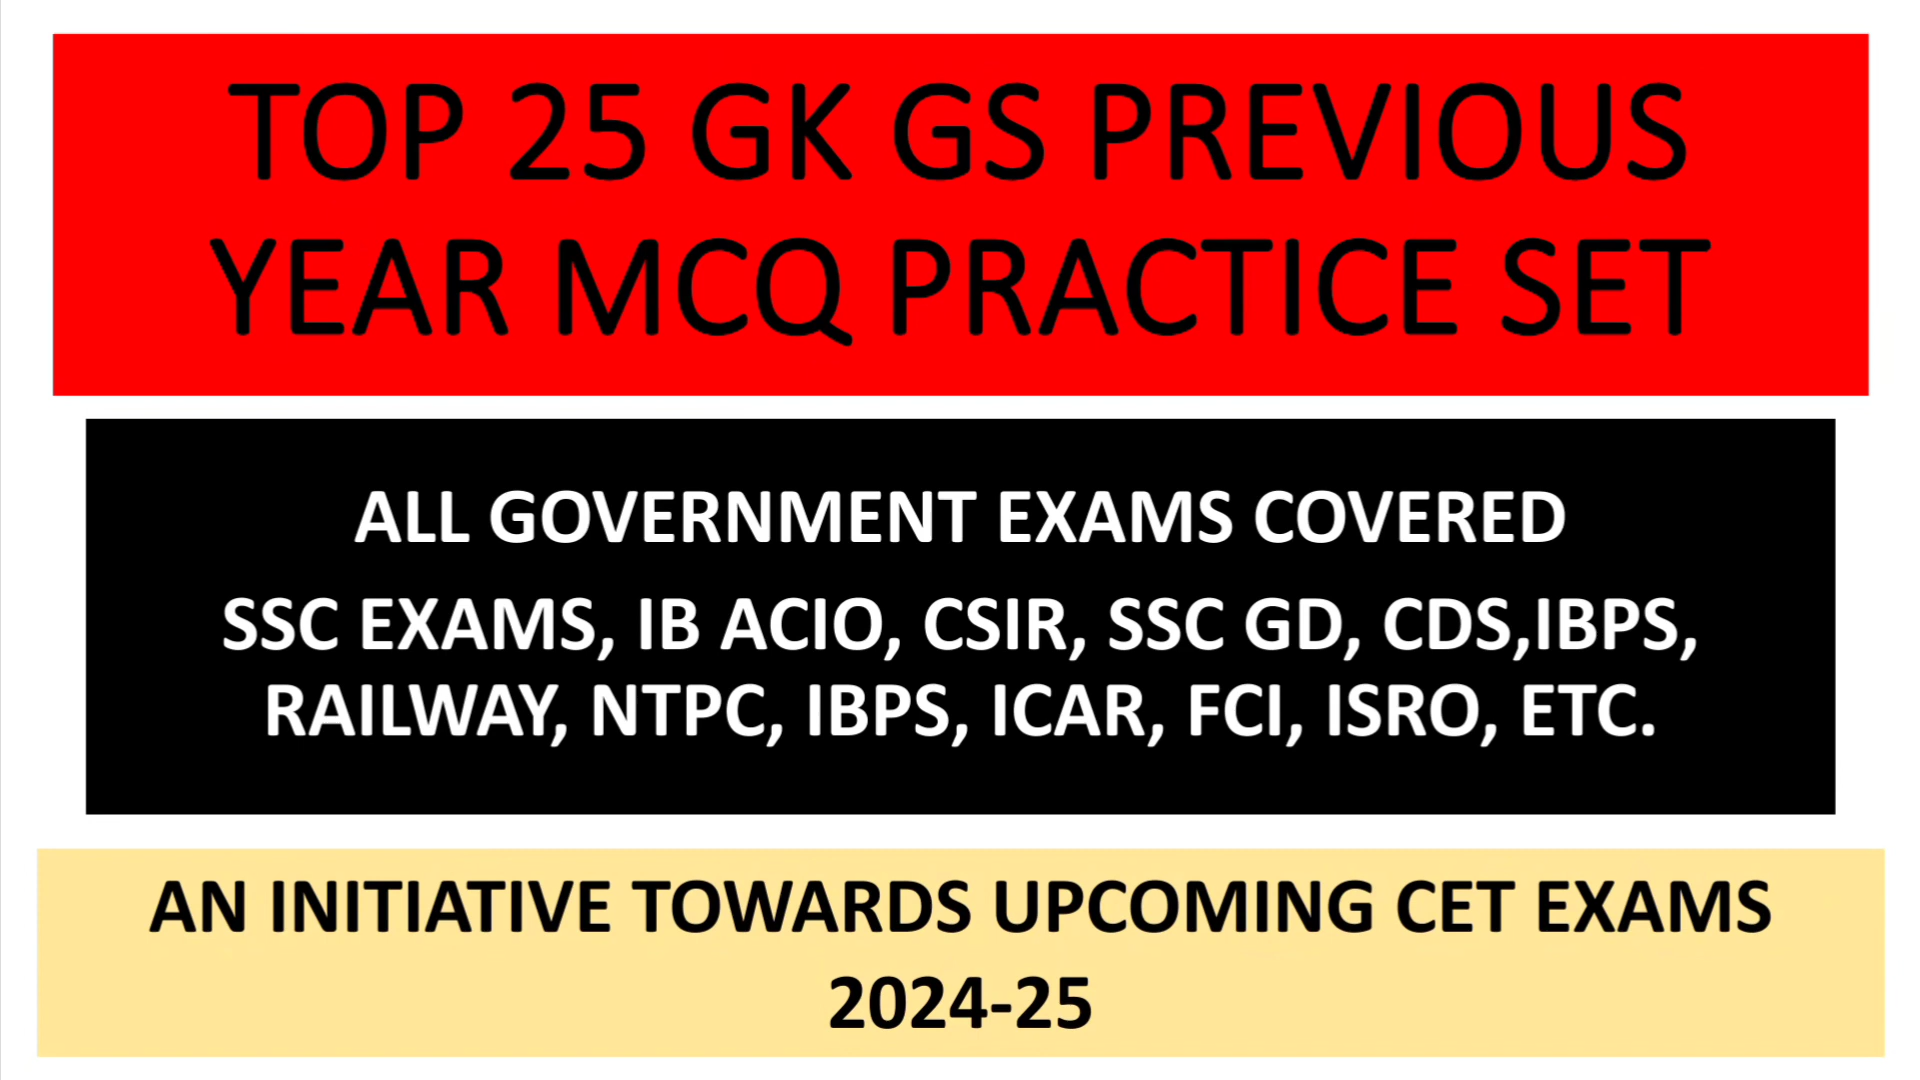 TOP 25 GK GS PREVIOUS
YEAR MCQ PRACTICE SET
ALL GOVERNMENT EXAMS COVERED
SSC EXAMS, IB ACIO, CSIR, SSC GD, CDS,IBPS,
RAILWAY, NTPC, IBPS, ICAR, FCI, ISRO, ETC.
AN INITIATIVE TOWARDS UPCOMING CET EXAMS
2024-25